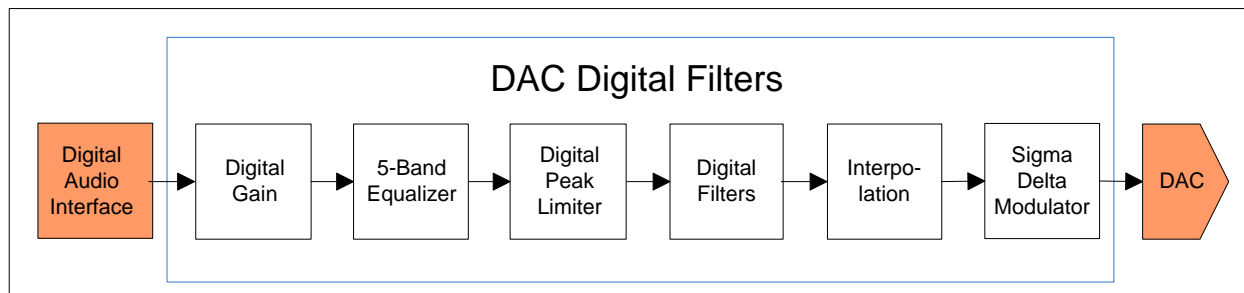 DAC Digital Filters
Digital
Audio
Interface
Digital
Gain
5-Band
Equalizer
Digital
Peak
Limiter
Digital
Filters
Interpo-
lation
Sigma
Delta
Modulator
DAC